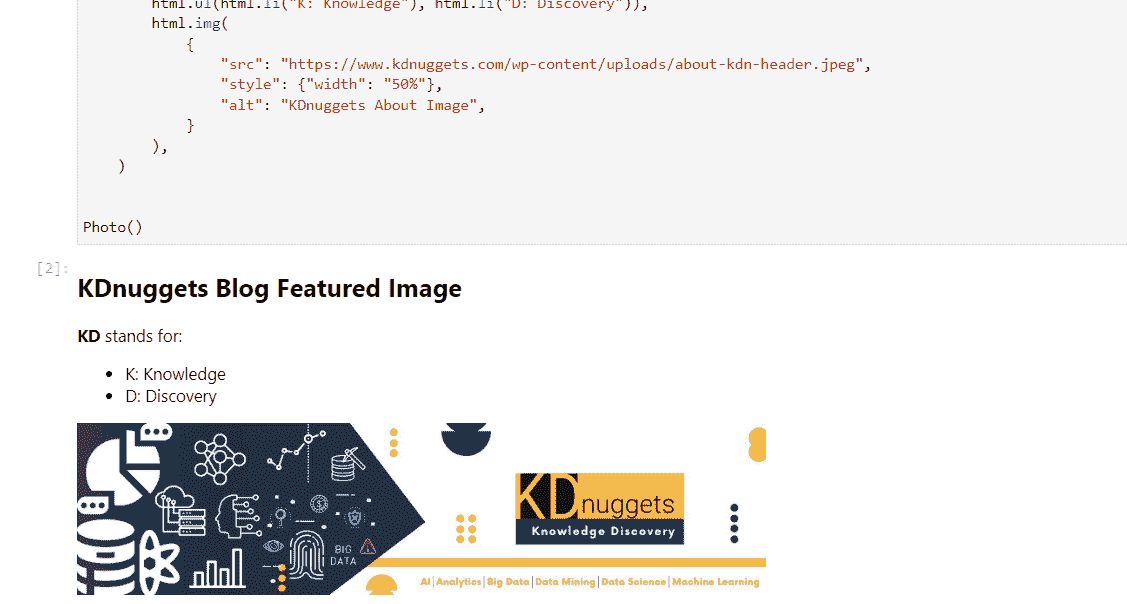 html.ul(html.li("K: Knowledge"), html.li("D: Discovery")),
html.img(
{
"src": "https://www.kdnuggets.com/wp-content/uploads/about-kdn-header.jpeg",
"style": {"width": "50%"},
"alt": "KDnuggets About Image",
}
),
)
Photo()
[2]:
KDnuggets Blog Featured Image
KD stands for:
• K: Knowledge
• D: Discovery
KDnuggets
Knowledge Discovery
BIG
DATA
AI|Analytics|Big Data|Data Mining|Data Science|Machine Learning